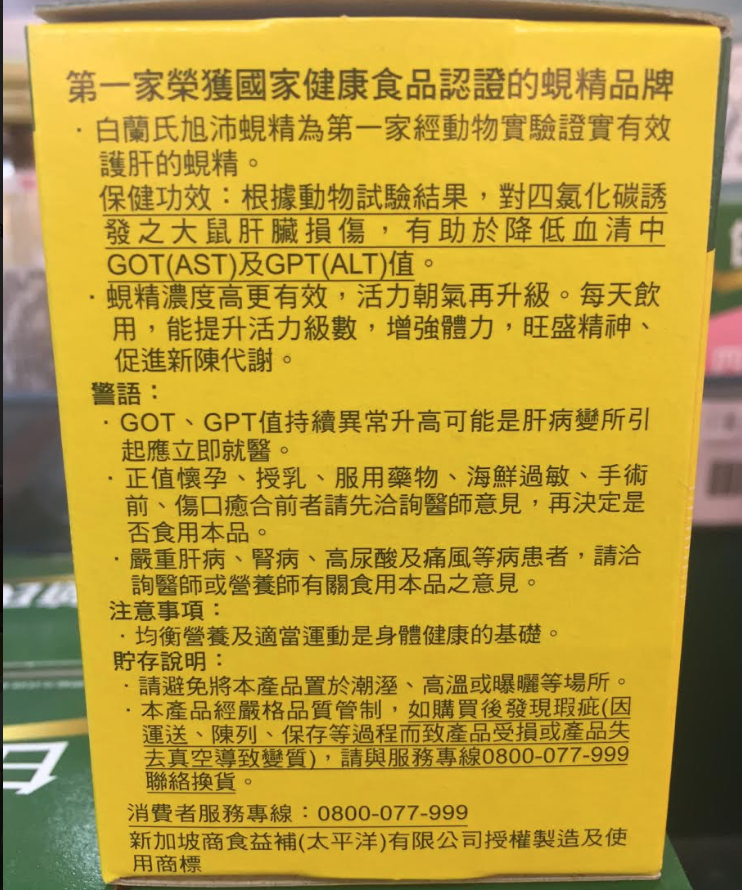 第一家榮獲國家健康食品認證的蜆精品牌
·白蘭氏旭沛蜆精為第一家經動物實驗證實有效
護肝的蜆精。
保健功效：根據動物試驗結果，對四氯化碳誘
發之大鼠肝臟損傷，有助於降低血清中
GOT(AST)及GPT(ALT)值。
·蜆精濃度高更有效，活力朝氣再升級。每天飲
用，能提升活力級數，增強體力，旺盛精神、
促進新陳代謝。
警語：
·GOT、GPT值持續異常升高可能是肝病變所引
起應立即就醫。
·正值懷孕、授乳、服用藥物、海鮮過敏、手術
前、傷口癒合前者請先洽詢醫師意見，再決定是
否食用本品。
·嚴重肝病、腎病、高尿酸及痛風等病患者，請洽
詢醫師或營養師有關食用本品之意見。
注意事項：
·均衡營養及適當運動是身體健康的基礎。
貯存說明：
·請避免將本產品置於潮溼、高溫或曝曬等場所。
·本產品經嚴格品質管制，如購買後發現瑕疵(因
運送、陳列、保存等過程而致產品受損或產品失
去真空導致變質)，請與服務專線0800-077-999
聯絡換貨。
消費者服務專線：0800-077-999
新加坡商食益補(太平洋)有限公司授權製造及使
用商標